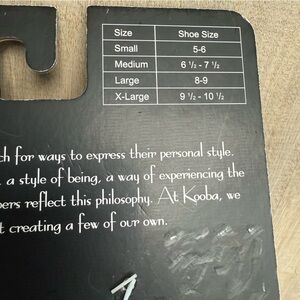 Size Shoe Size
Small 5-6
Medium 6 ½ - 7 ½
Large 8-9
X-Large 9 ½ - 10 ½
ch for ways to express their personal style.
a style of being, a way of experiencing the
pers reflect this philosophy. At Kooba, we
t creating a few of our own.